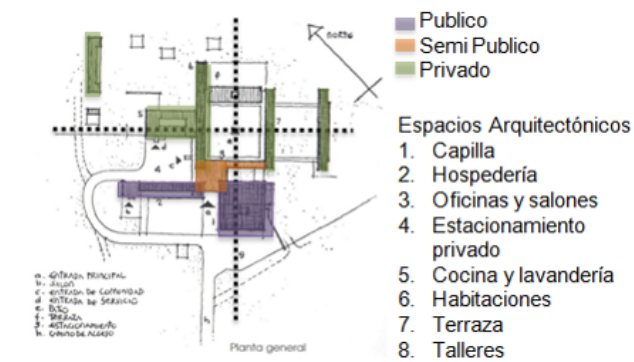 Publico
Semi Publico
Privado
norte
Espacios Arquitectónicos
1. Capilla
2. Hospedería
3. Oficinas y salones
4. Estacionamiento
privado
5. Cocina y lavandería
6. Habitaciones
7. Terraza
8. Talleres
a. ENTRADA PRINCIPAL
c. ENTRADA DE COMUNIDAD
d ENTRADA DE SERVICIO
e. PATIO
f. TERRAZA
g. ESTACIONAMIENTO
h. CAMINO DE ACCESO
Planta general